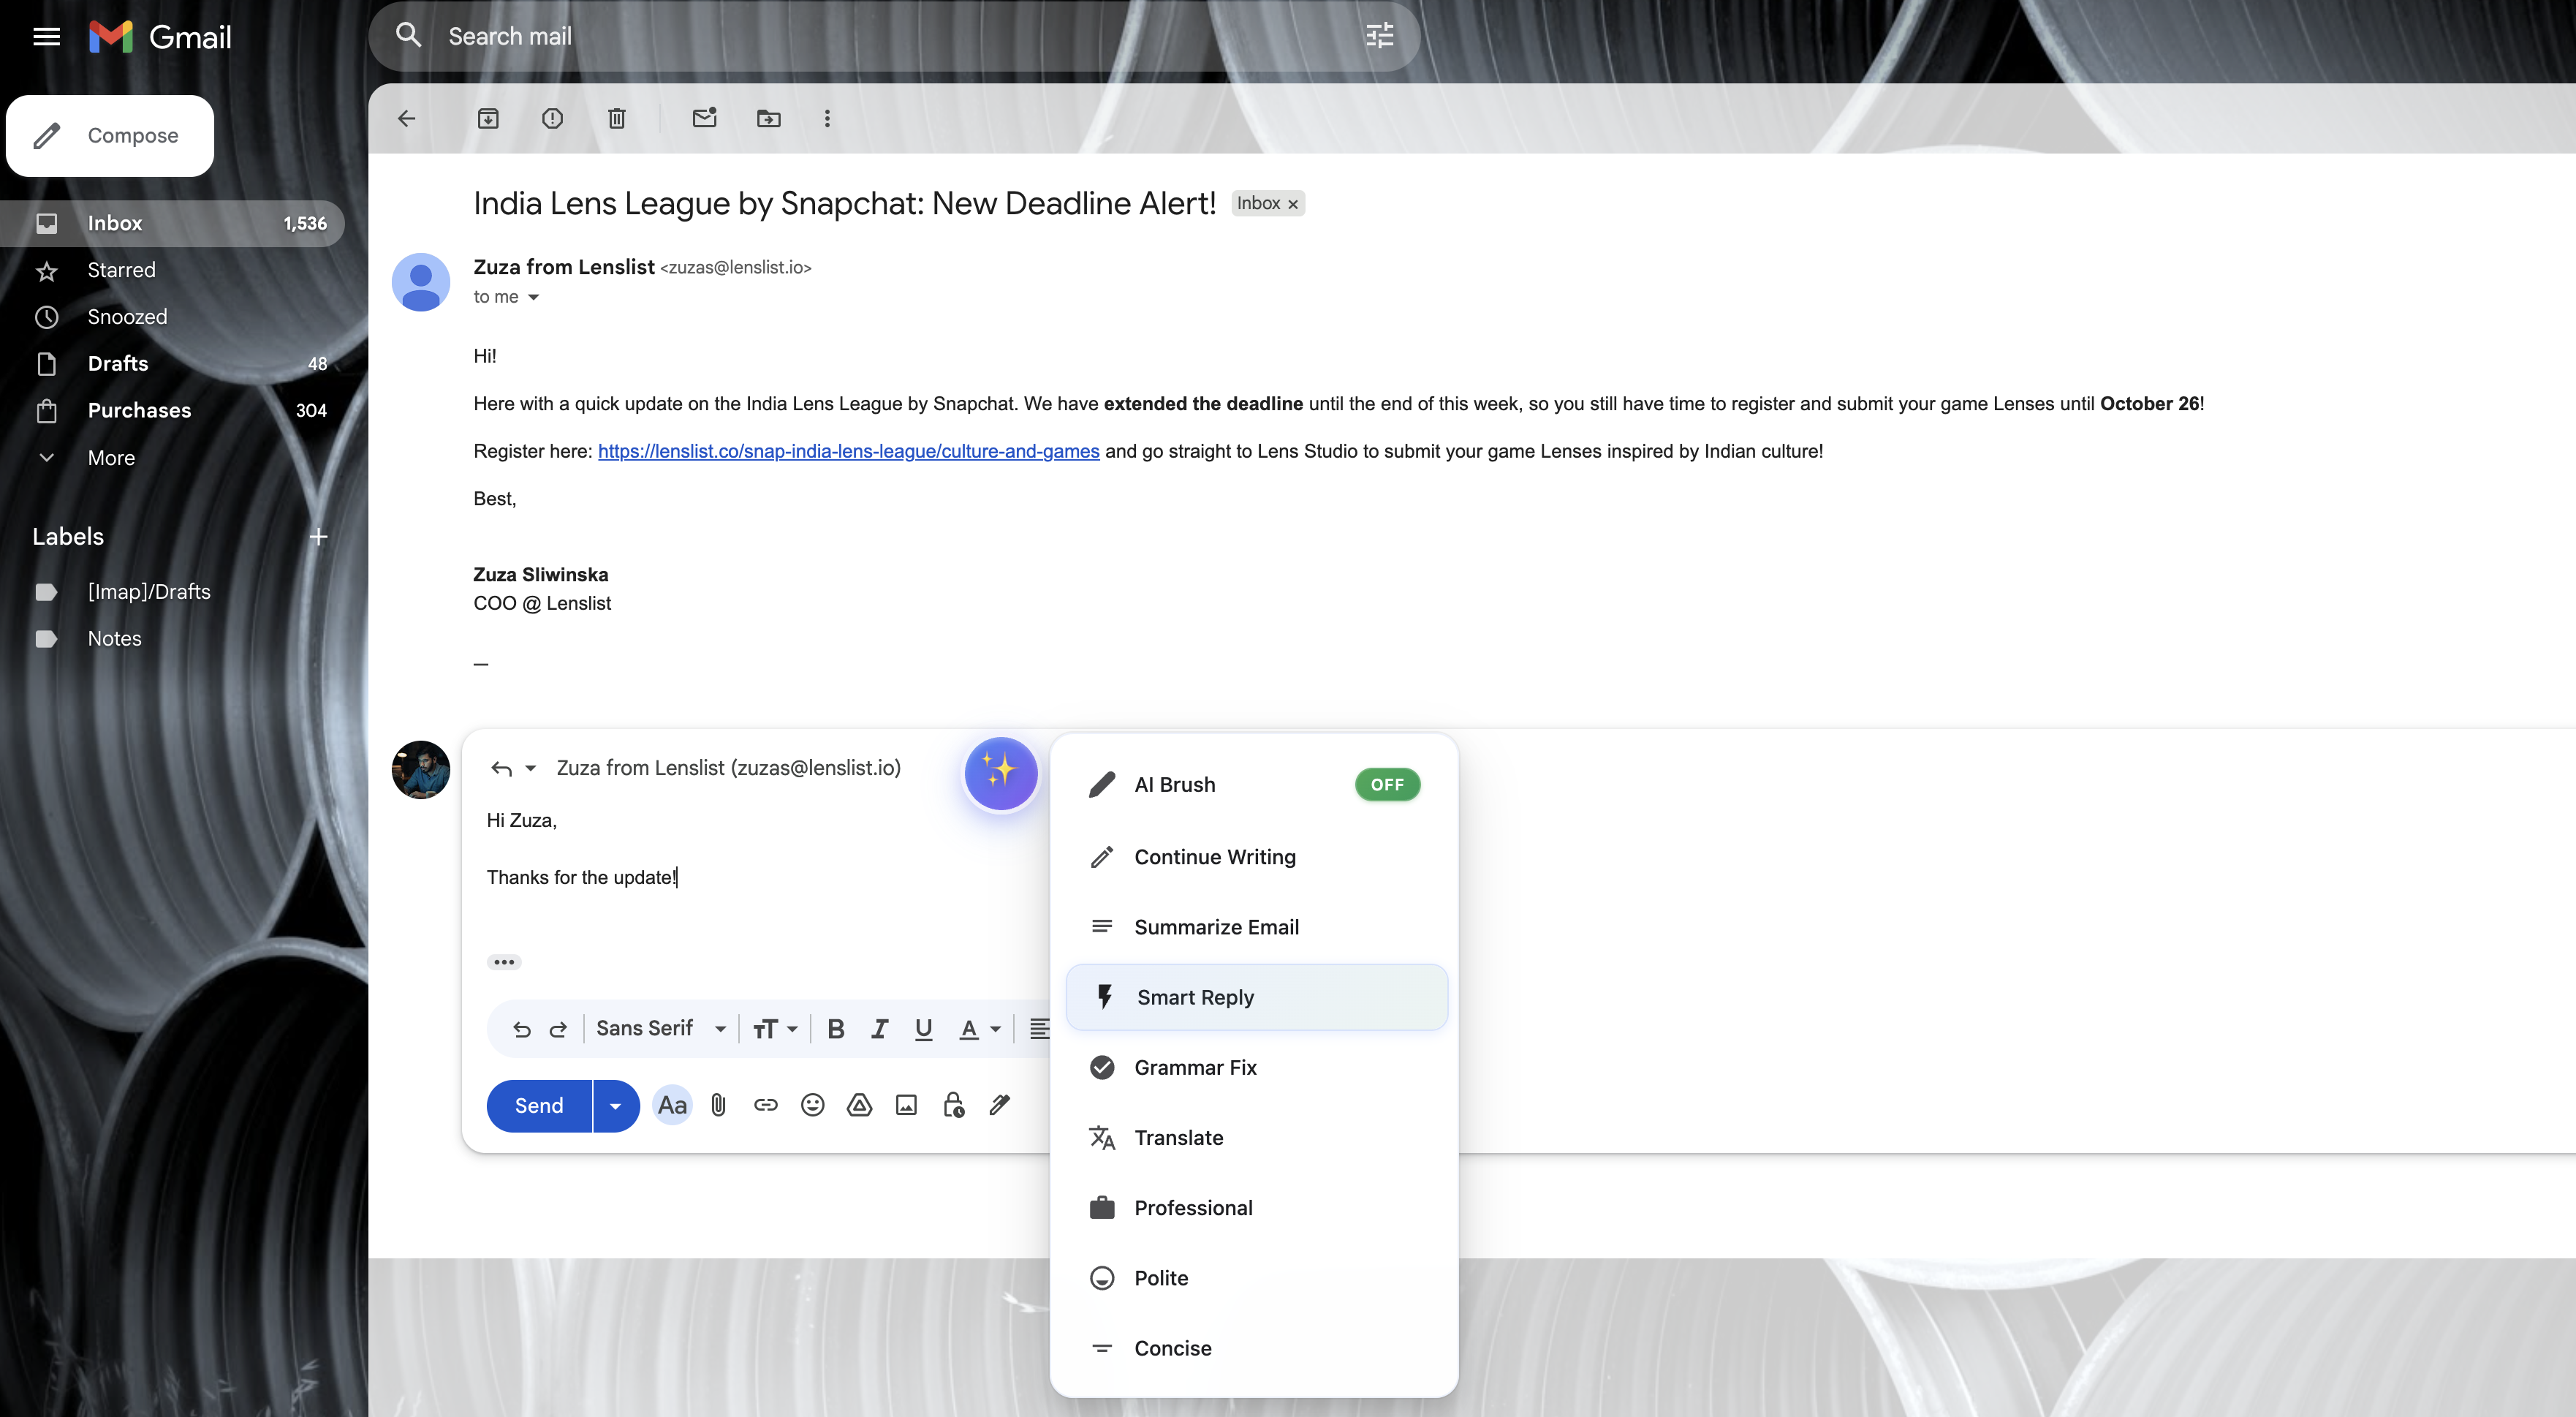 Gmail
Search mail
Compose
Inbox 1,536
Starred
Snoozed
Drafts 48
Purchases 304
More
Labels
[Imap]/Drafts
Notes
India Lens League by Snapchat: New Deadline Alert! Inbox x
Zuza from Lenslist <zuzas@lenslist.io>
to me
Hi!
Here with a quick update on the India Lens League by Snapchat. We have extended the deadline until the end of this week, so you still have time to register and submit your game Lenses until October 26!
Register here: https://lenslist.co/snap-india-lens-league/culture-and-games and go straight to Lens Studio to submit your game Lenses inspired by Indian culture!
Best,
Zuza Sliwinska
COO @ Lenslist
—
Zuza from Lenslist (zuzas@lenslist.io)
Hi Zuza,
Thanks for the update!
Sans Serif
Send
Aa
AI Brush OFF
Continue Writing
Summarize Email
Smart Reply
Grammar Fix
Translate
Professional
Polite
Concise